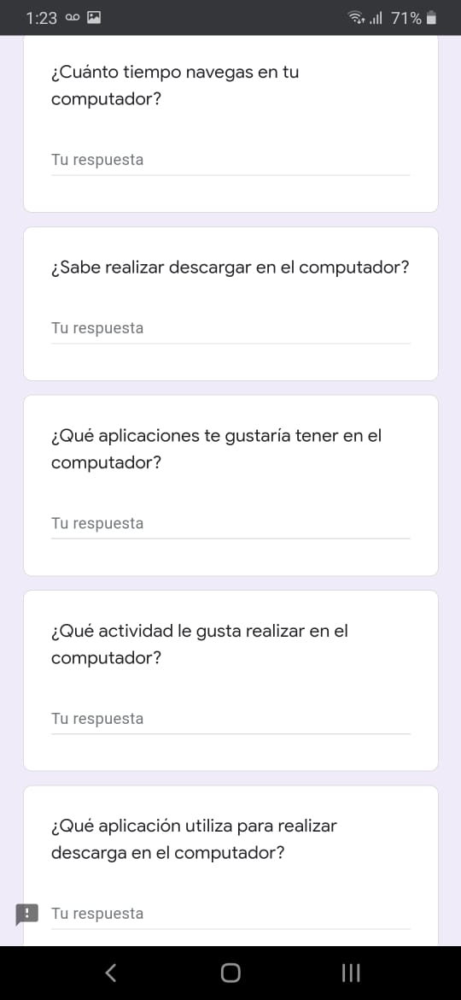 1:23
71%
¿Cuánto tiempo navegas en tu
computador?
Tu respuesta
¿Sabe realizar descargar en el computador?
Tu respuesta
¿Qué aplicaciones te gustaría tener en el
computador?
Tu respuesta
¿Qué actividad le gusta realizar en el
computador?
Tu respuesta
¿Qué aplicación utiliza para realizar
descarga en el computador?
Tu respuesta